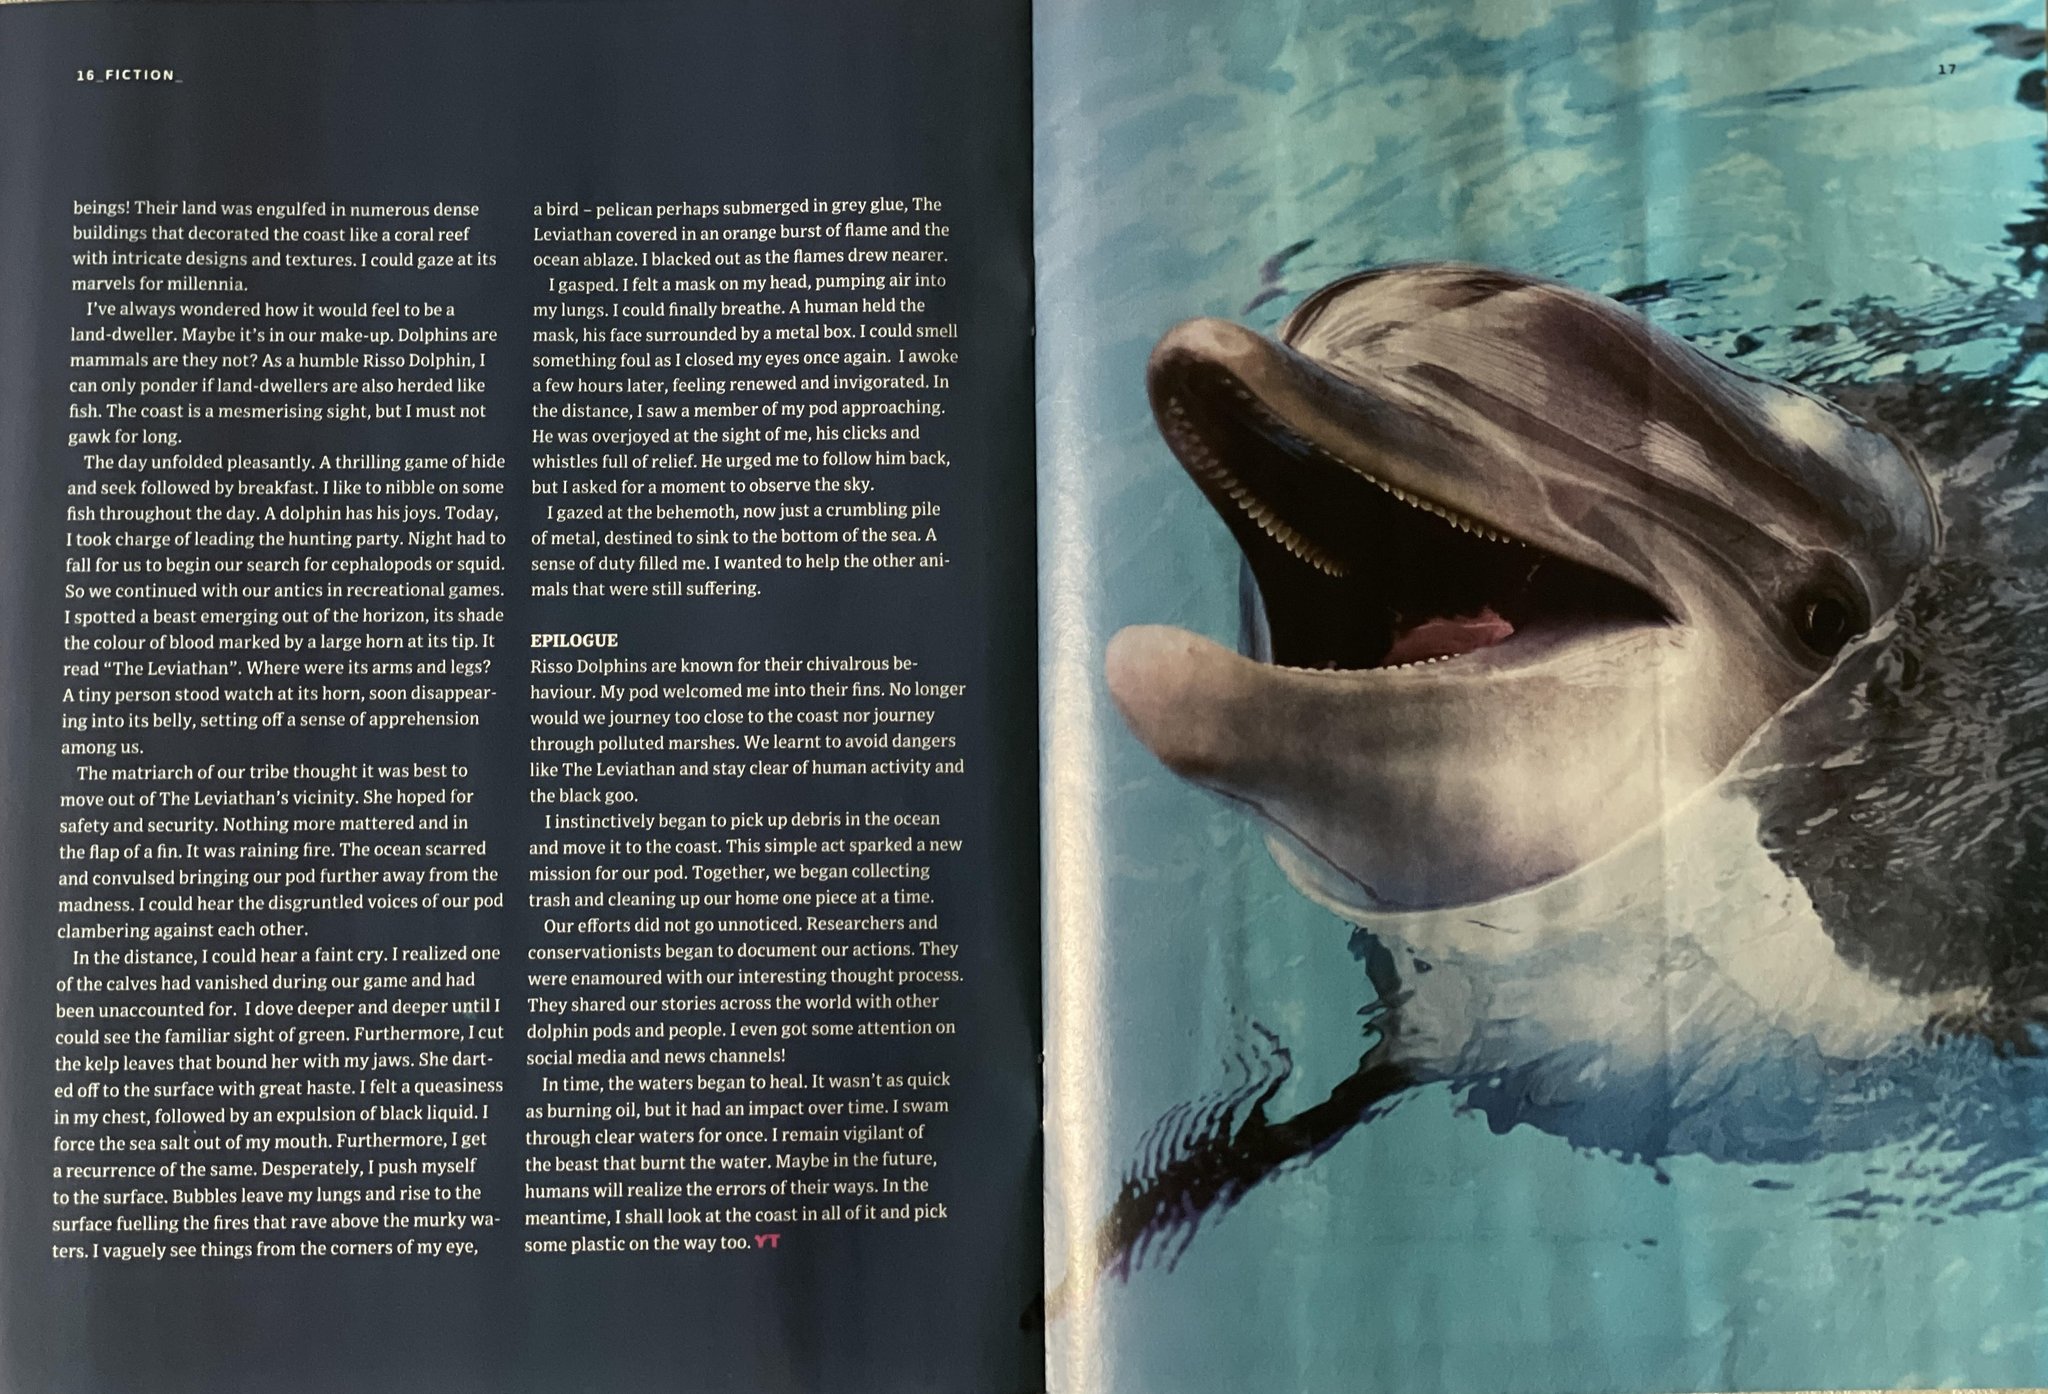 16_FICTION_
beings! Their land was engulfed in numerous dense
buildings that decorated the coast like a coral reef
with intricate designs and textures. I could gaze at its
marvels for millennia.
I’ve always wondered how it would feel to be a
land-dweller. Maybe it’s in our make-up. Dolphins are
mammals are they not? As a humble Risso Dolphin, I
can only ponder if land-dwellers are also herded like
fish. The coast is a mesmerising sight, but I must not
gawk for long.
The day unfolded pleasantly. A thrilling game of hide
and seek followed by breakfast. I like to nibble on some
fish throughout the day. A dolphin has his joys. Today,
I took charge of leading the hunting party. Night had to
fall for us to begin our search for cephalopods or squid.
So we continued with our antics in recreational games.
I spotted a beast emerging out of the horizon, its shade
the colour of blood marked by a large horn at its tip. It
read “The Leviathan”. Where were its arms and legs?
A tiny person stood watch at its horn, soon disappear-
ing into its belly, setting off a sense of apprehension
among us.
The matriarch of our tribe thought it was best to
move out of The Leviathan’s vicinity. She hoped for
safety and security. Nothing more mattered and in
the flap of a fin. It was raining fire. The ocean scarred
and convulsed bringing our pod further away from the
madness. I could hear the disgruntled voices of our pod
clambering against each other.
In the distance, I could hear a faint cry. I realized one
of the calves had vanished during our game and had
been unaccounted for. I dove deeper and deeper until I
could see the familiar sight of green. Furthermore, I cut
the kelp leaves that bound her with my jaws. She dart-
ed off to the surface with great haste. I felt a queasiness
in my chest, followed by an expulsion of black liquid. I
force the sea salt out of my mouth. Furthermore, I get
a recurrence of the same. Desperately, I push myself
to the surface. Bubbles leave my lungs and rise to the
surface fuelling the fires that rave above the murky wa-
ters. I vaguely see things from the corners of my eye,
a bird – pelican perhaps submerged in grey glue, The
Leviathan covered in an orange burst of flame and the
ocean ablaze. I blacked out as the flames drew nearer.
I gasped. I felt a mask on my head, pumping air into
my lungs. I could finally breathe. A human held the
mask, his face surrounded by a metal box. I could smell
something foul as I closed my eyes once again. I awoke
a few hours later, feeling renewed and invigorated. In
the distance, I saw a member of my pod approaching.
He was overjoyed at the sight of me, his clicks and
whistles full of relief. He urged me to follow him back,
but I asked for a moment to observe the sky.
I gazed at the behemoth, now just a crumbling pile
of metal, destined to sink to the bottom of the sea. A
sense of duty filled me. I wanted to help the other ani-
mals that were still suffering.
EPILOGUE
Risso Dolphins are known for their chivalrous be-
haviour. My pod welcomed me into their fins. No longer
would we journey too close to the coast nor journey
through polluted marshes. We learnt to avoid dangers
like The Leviathan and stay clear of human activity and
the black goo.
I instinctively began to pick up debris in the ocean
and move it to the coast. This simple act sparked a new
mission for our pod. Together, we began collecting
trash and cleaning up our home one piece at a time.
Our efforts did not go unnoticed. Researchers and
conservationists began to document our actions. They
were enamoured with our interesting thought process.
They shared our stories across the world with other
dolphin pods and people. I even got some attention on
social media and news channels!
In time, the waters began to heal. It wasn’t as quick
as burning oil, but it had an impact over time. I swam
through clear waters for once. I remain vigilant of
the beast that burnt the water. Maybe in the future,
humans will realize the errors of their ways. In the
meantime, I shall look at the coast in all of it and pick
some plastic on the way too. YT
17